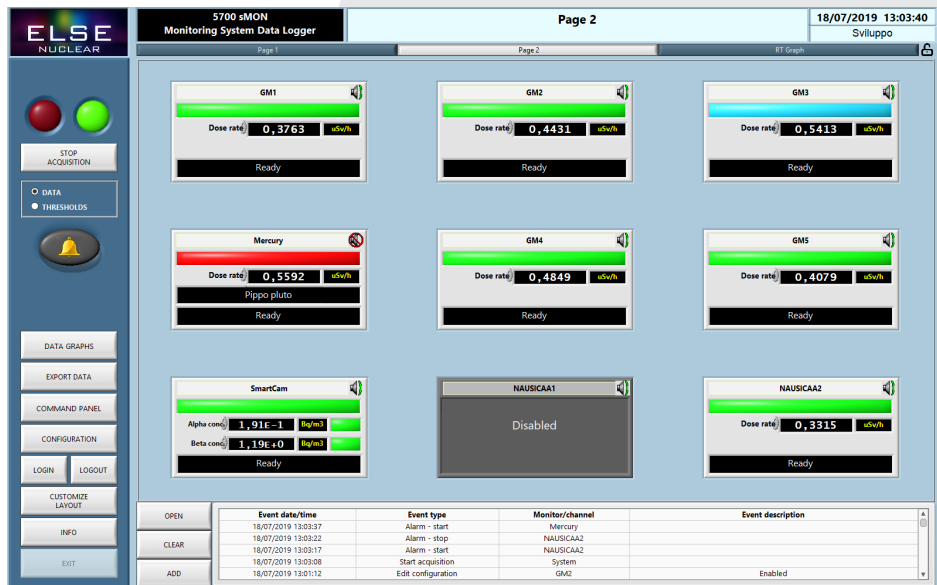 ELSE
NUCLEAR
5700 sMON
Monitoring System Data Logger
Page 2
18/07/2019 13:03:40
Sviluppo
Page 1
Page 2
RT Graph
STOP
ACQUISITION
DATA
THRESHOLDS
DATA GRAPHS
EXPORT DATA
COMMAND PANEL
CONFIGURATION
LOGIN LOGOUT
CUSTOMIZE
LAYOUT
INFO
EXIT
GM1
Dose rate 0,3763 uSv/h
Ready
GM2
Dose rate 0,4431 uSv/h
Ready
GM3
Dose rate 0,5413 uSv/h
Ready
Mercury
Dose rate 0,5592 uSv/h
Pippo pluto
Ready
GM4
Dose rate 0,4849 uSv/h
Ready
GM5
Dose rate 0,4079 uSv/h
Ready
SmartCam
Alpha conc 1,91E-1 Bq/m3
Beta conc 1,19E+0 Bq/m3
Ready
NAUSICAA1
Disabled
NAUSICAA2
Dose rate 0,3315 uSv/h
Ready
OPEN
CLEAR
ADD
Event date/time Event type Monitor/channel Event description
18/07/2019 13:03:37 Alarm - start Mercury
18/07/2019 13:03:22 Alarm - stop NAUSICAA2
18/07/2019 13:03:17 Alarm - start NAUSICAA2
18/07/2019 13:03:08 Start acquisition System
18/07/2019 13:01:12 Edit configuration GM2 Enabled